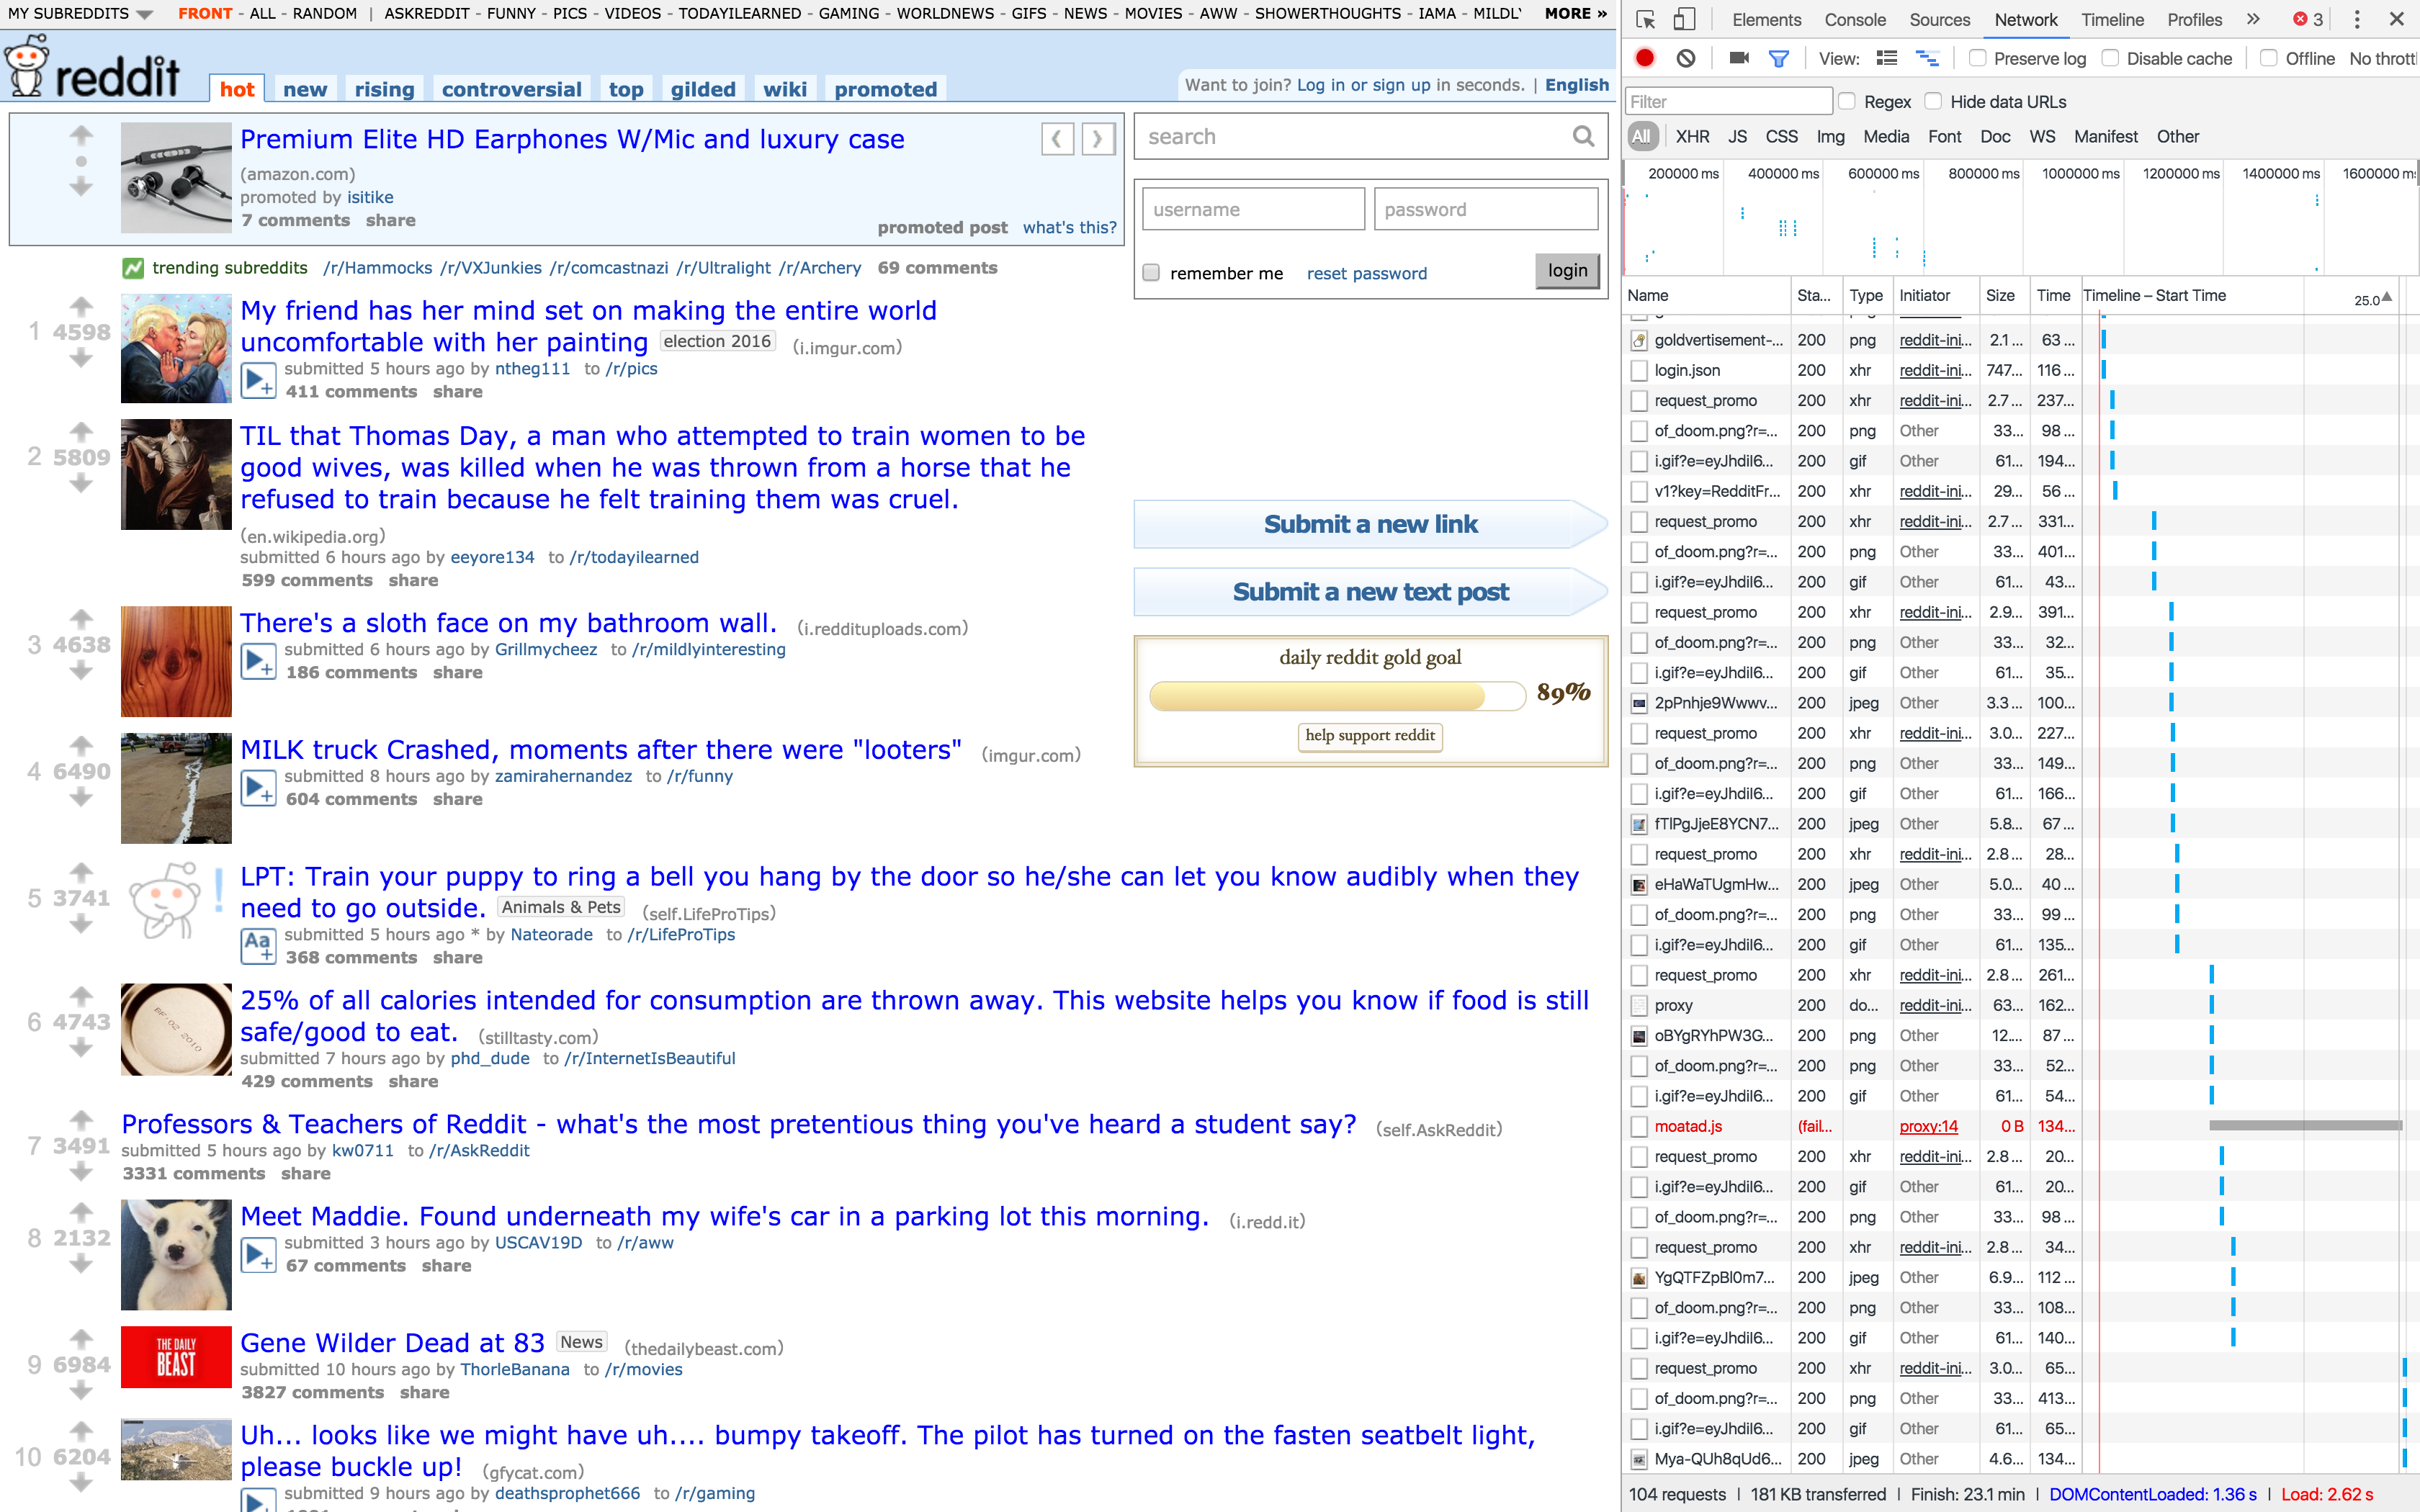 MY SUBREDDITS FRONT - ALL - RANDOM | ASKREDDIT - FUNNY - PICS - VIDEOS - TODAYILEARNED - GAMING - WORLDNEWS - GIFS - NEWS - MOVIES - AWW - SHOWERTHOUGHTS - IAMA - MILDLY MORE »
reddit hot new rising controversial top gilded wiki promoted
Want to join? Log in or sign up in seconds. | English
Premium Elite HD Earphones W/Mic and luxury case
(amazon.com)
promoted by isitike
7 comments share
promoted post what's this?
trending subreddits /r/Hammocks /r/VXJunkies /r/comcastnazi /r/Ultralight /r/Archery 69 comments
1 4598
My friend has her mind set on making the entire world
uncomfortable with her painting election 2016 (i.imgur.com)
submitted 5 hours ago by ntheg111 to /r/pics
411 comments share
2 5809
TIL that Thomas Day, a man who attempted to train women to be
good wives, was killed when he was thrown from a horse that he
refused to train because he felt training them was cruel.
(en.wikipedia.org)
submitted 6 hours ago by eeyore134 to /r/todayilearned
599 comments share
3 4638
There's a sloth face on my bathroom wall. (i.reddituploads.com)
submitted 6 hours ago by Grillmycheez to /r/mildlyinteresting
186 comments share
4 6490
MILK truck Crashed, moments after there were "looters" (imgur.com)
submitted 8 hours ago by zamirahernandez to /r/funny
604 comments share
5 3741
LPT: Train your puppy to ring a bell you hang by the door so he/she can let you know audibly when they
need to go outside. Animals & Pets (self.LifeProTips)
Aa+
submitted 5 hours ago * by Nateorade to /r/LifeProTips
368 comments share
6 4743
BF·02 2010
25% of all calories intended for consumption are thrown away. This website helps you know if food is still
safe/good to eat. (stilltasty.com)
submitted 7 hours ago by phd_dude to /r/InternetIsBeautiful
429 comments share
7 3491
Professors & Teachers of Reddit - what's the most pretentious thing you've heard a student say? (self.AskReddit)
submitted 5 hours ago by kw0711 to /r/AskReddit
3331 comments share
8 2132
Meet Maddie. Found underneath my wife's car in a parking lot this morning. (i.redd.it)
submitted 3 hours ago by USCAV19D to /r/aww
67 comments share
9 6984
THE DAILY
BEAST
Gene Wilder Dead at 83 News (thedailybeast.com)
submitted 10 hours ago by ThorleBanana to /r/movies
3827 comments share
10 6204
Uh... looks like we might have uh.... bumpy takeoff. The pilot has turned on the fasten seatbelt light,
please buckle up! (gfycat.com)
submitted 9 hours ago by deathsprophet666 to /r/gaming
search
username password
remember me reset password login
Submit a new link
Submit a new text post
daily reddit gold goal
89%
help support reddit
Elements Console Sources Network Timeline Profiles » 3
View: Preserve log Disable cache Offline No thrott
Filter Regex Hide data URLs
All XHR JS CSS Img Media Font Doc WS Manifest Other
200000 ms 400000 ms 600000 ms 800000 ms 1000000 ms 1200000 ms 1400000 ms 1600000 ms
Name Sta... Type Initiator Size Time Timeline – Start Time 25.0
goldvertisement-... 200 png reddit-ini... 2.1 ... 63 ...
login.json 200 xhr reddit-ini... 747... 116 ...
request_promo 200 xhr reddit-ini... 2.7 ... 237...
of_doom.png?r=... 200 png Other 33... 98 ...
i.gif?e=eyJhdil6... 200 gif Other 61... 194...
v1?key=RedditFr... 200 xhr reddit-ini... 29... 56 ...
request_promo 200 xhr reddit-ini... 2.7 ... 331...
of_doom.png?r=... 200 png Other 33... 401...
i.gif?e=eyJhdil6... 200 gif Other 61... 43...
request_promo 200 xhr reddit-ini... 2.9... 391...
of_doom.png?r=... 200 png Other 33... 32...
i.gif?e=eyJhdil6... 200 gif Other 61... 35...
2pPnhje9Wwwv... 200 jpeg Other 3.3 ... 100...
request_promo 200 xhr reddit-ini... 3.0... 227...
of_doom.png?r=... 200 png Other 33... 149...
i.gif?e=eyJhdil6... 200 gif Other 61... 166...
fTlPgJjeE8YCN7... 200 jpeg Other 5.8... 67 ...
request_promo 200 xhr reddit-ini... 2.8 ... 28...
eHaWaTUgmHw... 200 jpeg Other 5.0... 40 ...
of_doom.png?r=... 200 png Other 33... 99 ...
i.gif?e=eyJhdil6... 200 gif Other 61... 135...
request_promo 200 xhr reddit-ini... 2.8 ... 261...
proxy 200 do... reddit-ini... 63... 162...
oBYgRYhPW3G... 200 png Other 12.... 87 ...
of_doom.png?r=... 200 png Other 33... 52...
i.gif?e=eyJhdil6... 200 gif Other 61... 54...
moatad.js (fail... proxy:14 0 B 134...
request_promo 200 xhr reddit-ini... 2.8 ... 20...
i.gif?e=eyJhdil6... 200 gif Other 61... 20...
of_doom.png?r=... 200 png Other 33... 98 ...
request_promo 200 xhr reddit-ini... 2.8 ... 34...
YgQTFZpBl0m7... 200 jpeg Other 6.9... 112 ...
of_doom.png?r=... 200 png Other 33... 108...
i.gif?e=eyJhdil6... 200 gif Other 61... 140...
request_promo 200 xhr reddit-ini... 3.0... 65...
of_doom.png?r=... 200 png Other 33... 413...
i.gif?e=eyJhdil6... 200 gif Other 61... 65...
Mya-QUh8qUd6... 200 jpeg Other 4.6... 134...
104 requests | 181 KB transferred | Finish: 23.1 min | DOMContentLoaded: 1.36 s | Load: 2.62 s